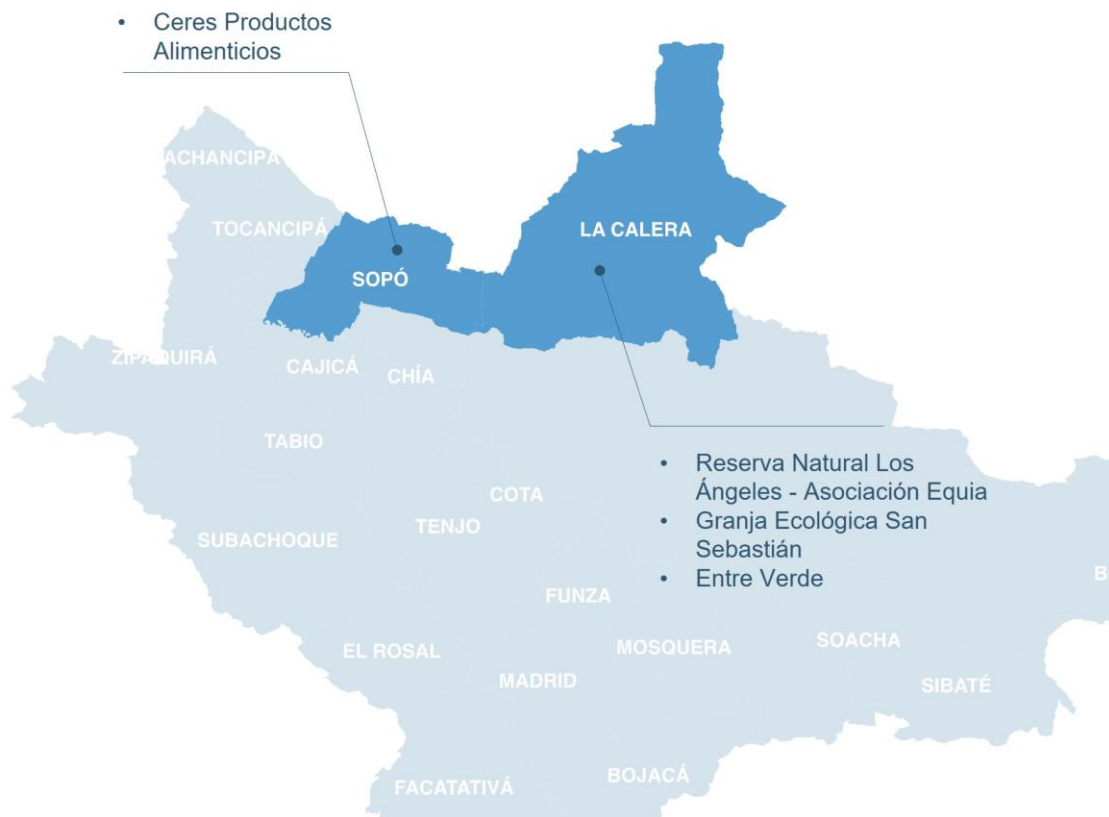 • Ceres Productos
Alimenticios
ACHANCIPÁ
TOCANCIPÁ
LA CALERA
SOPÓ
ZIPAQUIRÁ
CAJICÁ
CHÍA
TABIO
• Reserva Natural Los
Ángeles - Asociación Equia
• Granja Ecológica San
Sebastián
• Entre Verde
COTA
TENJO
SUBACHOQUE
FUNZA
EL ROSAL
MOSQUERA
SOACHA
MADRID
SIBATÉ
FACATATIVÁ
BOJACÁ